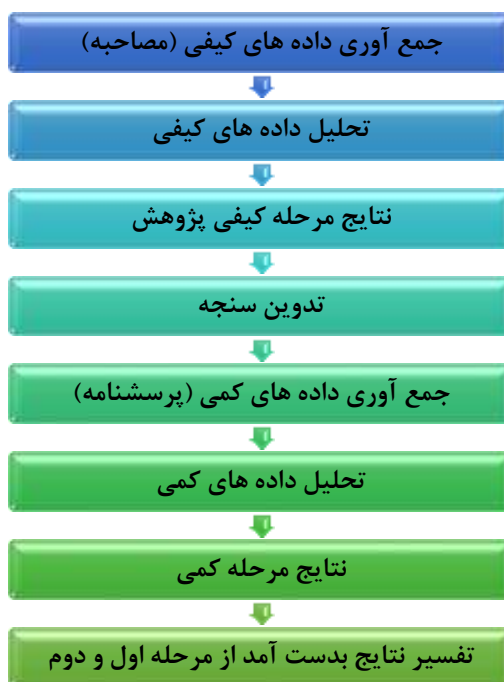 جمع آوری داده های کیفی (مصاحبه)
تحلیل داده های کیفی
نتایج مرحله کیفی پژوهش
تدوین سنجه
جمع آوری داده های کمی (پرسشنامه)
تحلیل داده های کمی
نتایج مرحله کمی
تفسیر نتایج بدست آمد از مرحله اول و دوم